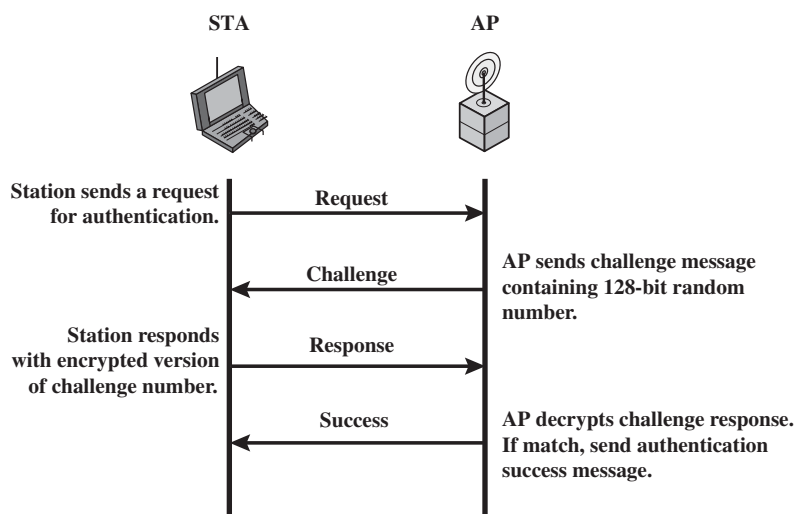 STA
AP
Station sends a request
for authentication.
Request
Challenge
AP sends challenge message
containing 128-bit random
number.
Station responds
with encrypted version
of challenge number.
Response
Success
AP decrypts challenge response.
If match, send authentication
success message.